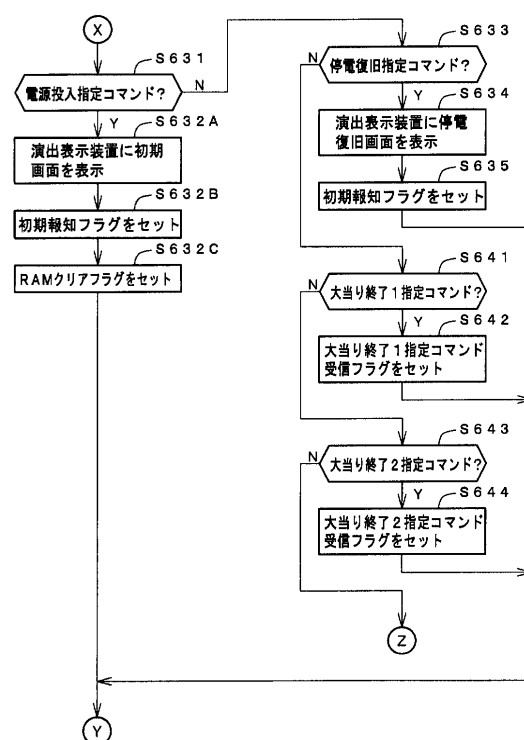 X
S631
電源投入指定コマンド?
N
Y
S632A
演出表示装置に初期
画面を表示
S632B
初期報知フラグをセット
S632C
RAMクリアフラグをセット
S633
停電復旧指定コマンド?
N
Y
S634
演出表示装置に停電
復旧画面を表示
S635
初期報知フラグをセット
S641
大当り終了1指定コマンド?
N
Y
S642
大当り終了1指定コマンド
受信フラグをセット
S643
大当り終了2指定コマンド?
N
Y
S644
大当り終了2指定コマンド
受信フラグをセット
Z
Y